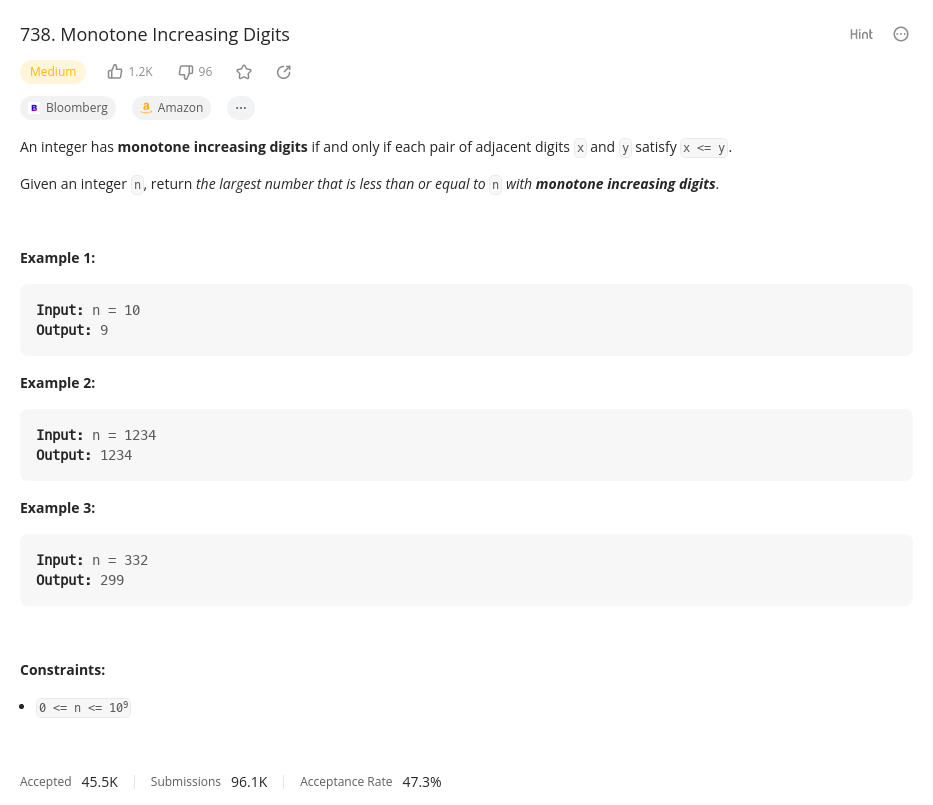 738. Monotone Increasing Digits
Hint
Medium 1.2K 96
Bloomberg Amazon ...
An integer has monotone increasing digits if and only if each pair of adjacent digits x and y satisfy x <= y.
Given an integer n, return the largest number that is less than or equal to n with monotone increasing digits.
Example 1:
Input: n = 10
Output: 9
Example 2:
Input: n = 1234
Output: 1234
Example 3:
Input: n = 332
Output: 299
Constraints:
• 0 <= n <= 10⁹
Accepted 45.5K Submissions 96.1K Acceptance Rate 47.3%